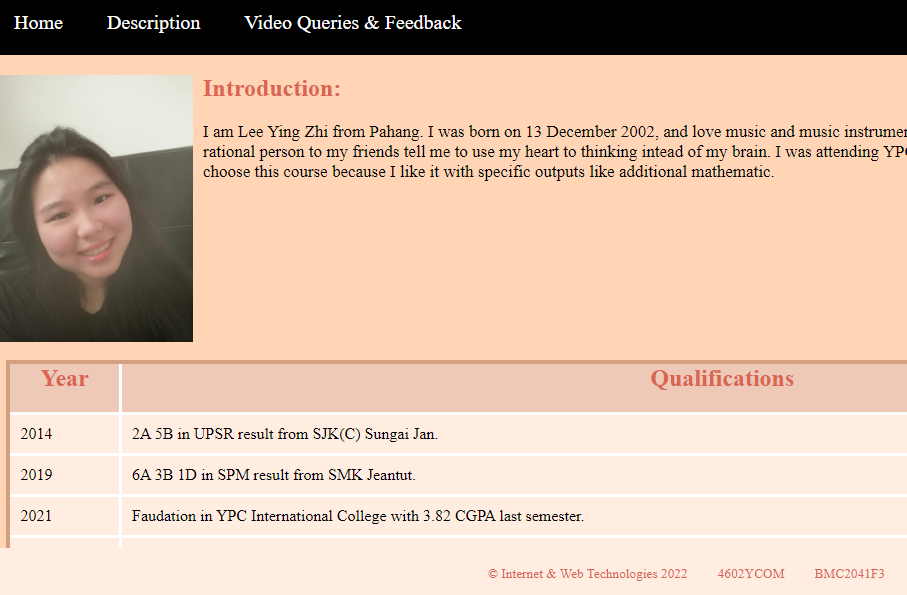 Home Description Video Queries & Feedback
Introduction:
I am Lee Ying Zhi from Pahang. I was born on 13 December 2002, and love music and music
rational person to my friends tell me to use my heart to thinking intead of my brain. I was attending
choose this course because I like it with specific outputs like additional mathematic.
Year Qualifications
2014 2A 5B in UPSR result from SJK(C) Sungai Jan.
2019 6A 3B 1D in SPM result from SMK Jeantut.
2021 Faudation in YPC International College with 3.82 CGPA last semester.
© Internet & Web Technologies 2022 4602YCOM BMC2041F3